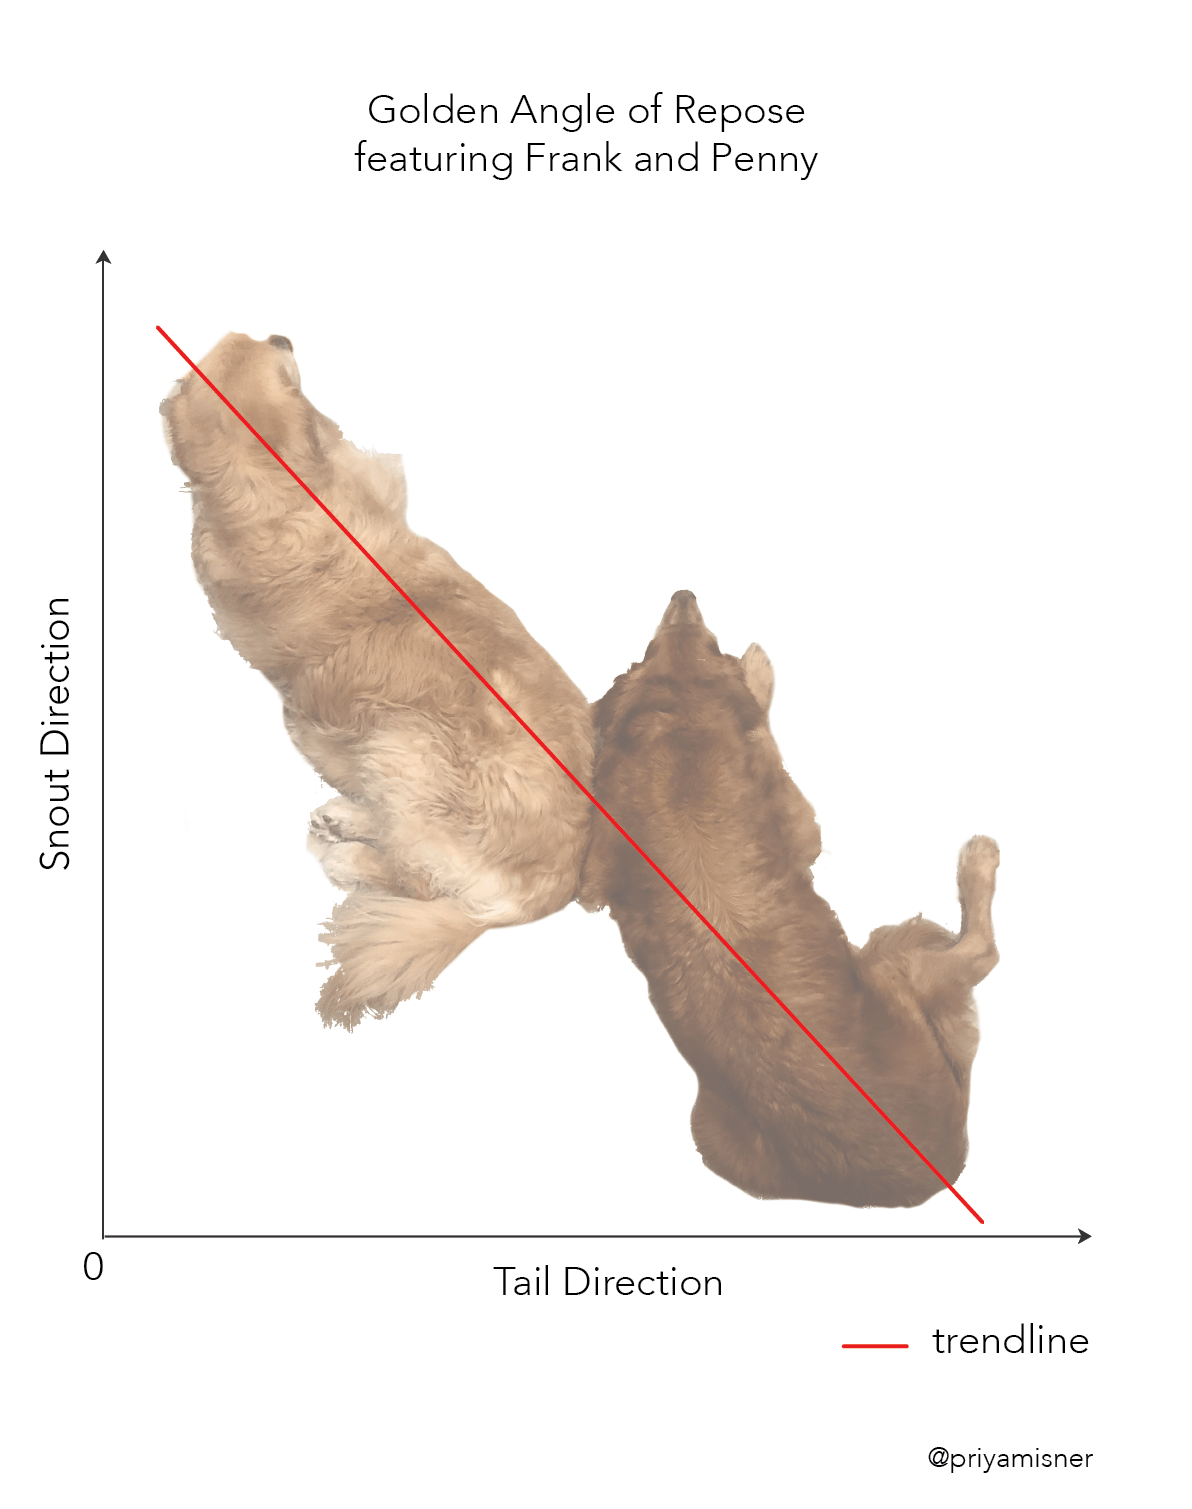 Golden Angle of Repose
featuring Frank and Penny
Snout Direction
0
Tail Direction
trendline
@priyamisner